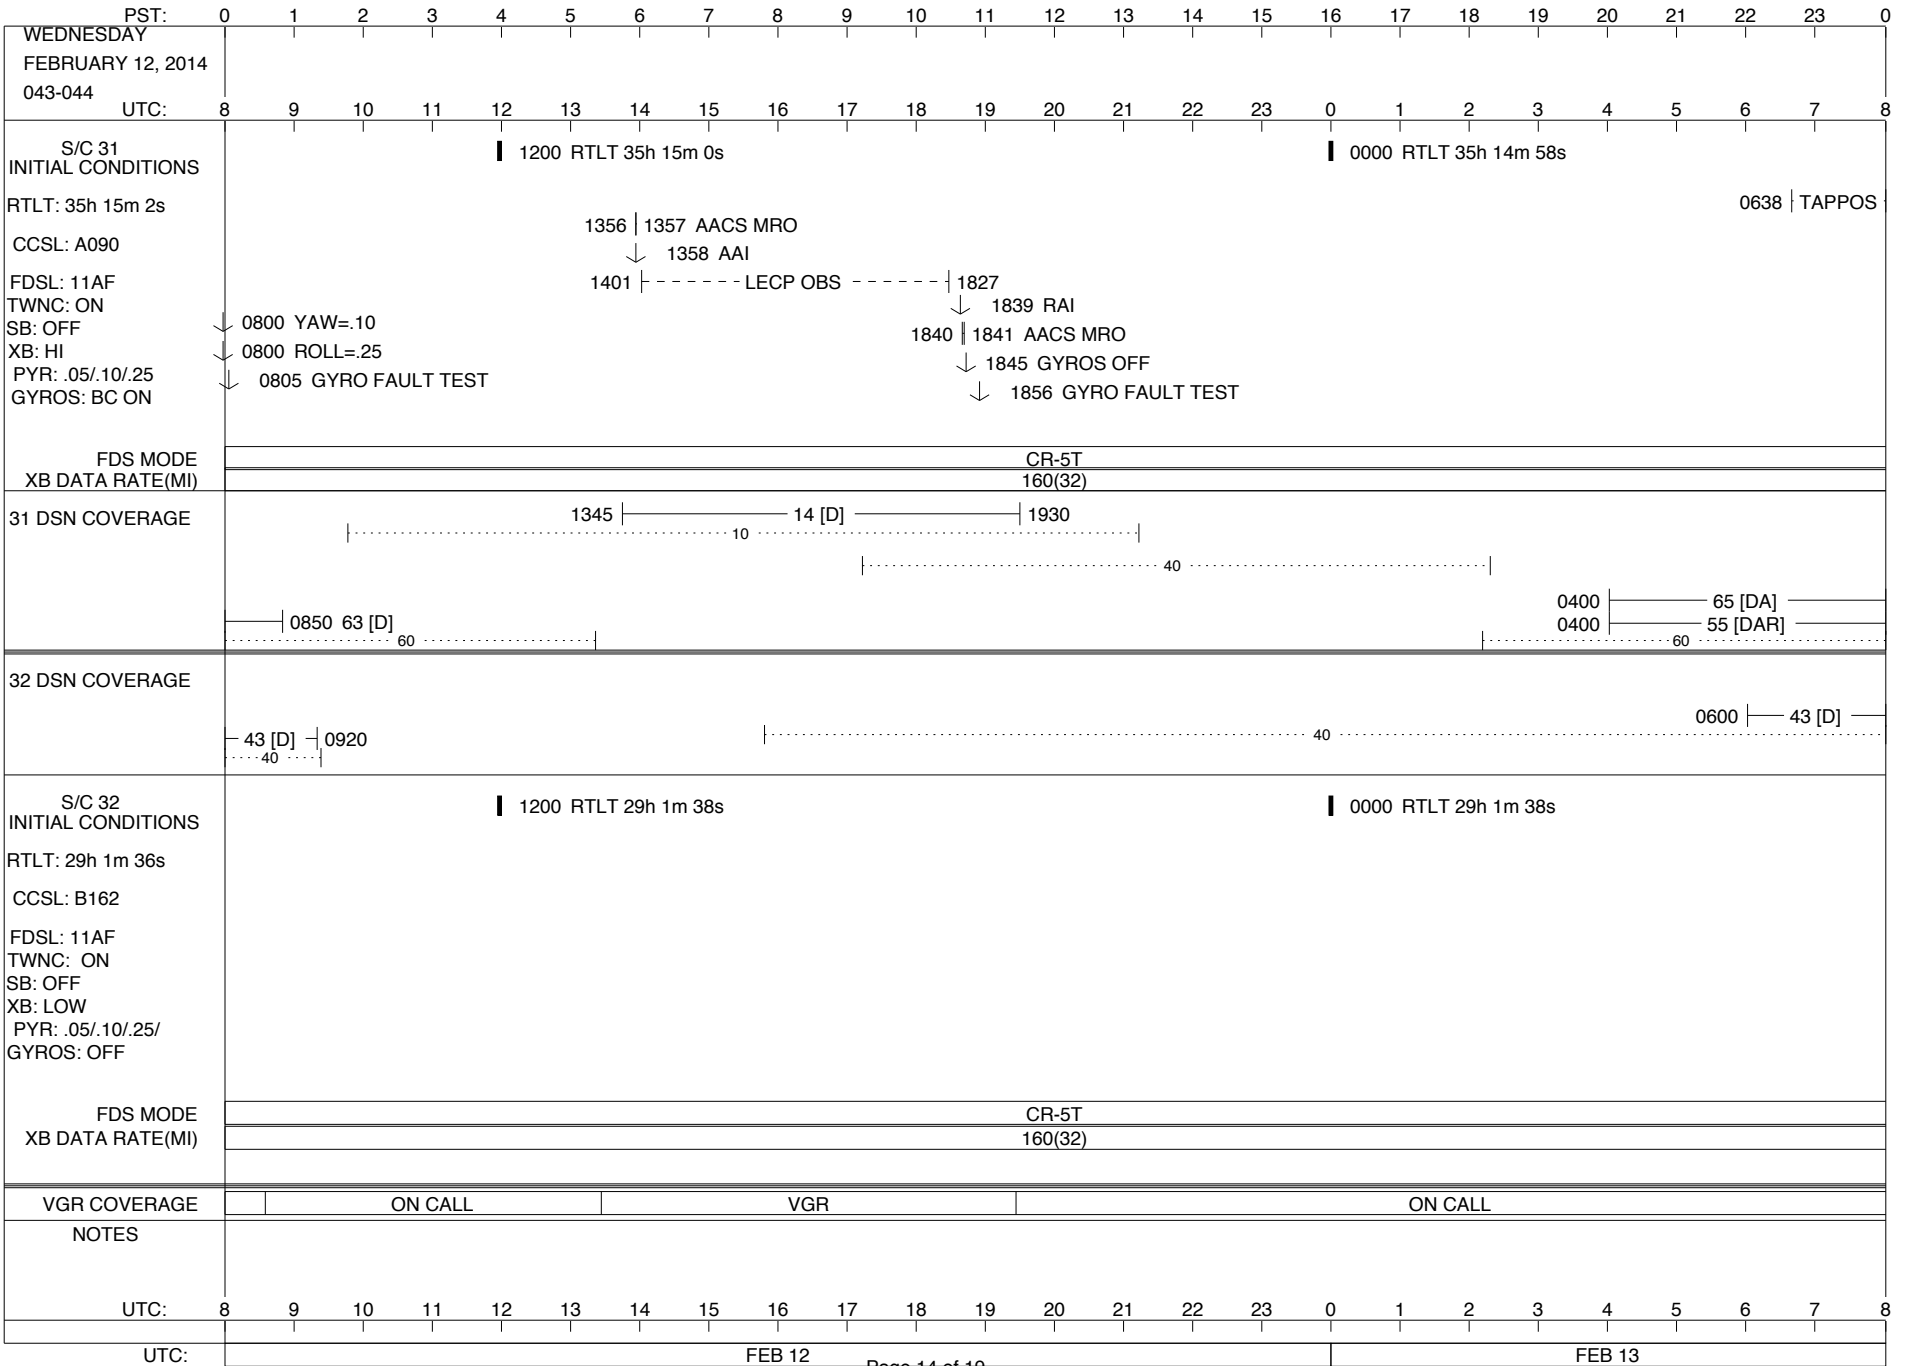 PST: 0 1 2 3 4 5 6 7 8 9 10 11 12 13 14 15 16 17 18 19 20 21 22 23 0
WEDNESDAY
FEBRUARY 12, 2014
043-044
UTC: 8 9 10 11 12 13 14 15 16 17 18 19 20 21 22 23 0 1 2 3 4 5 6 7 8
S/C 31
INITIAL CONDITIONS
1200 RTLT 35h 15m 0s
0000 RTLT 35h 14m 58s
RTLT: 35h 15m 2s
0638 TAPPOS
1356 1357 AACS MRO
CCSL: A090
1358 AAI
FDSL: 11AF
1401 LECP OBS 1827
TWNC: ON
1839 RAI
SB: OFF
0800 YAW=.10
1840 1841 AACS MRO
XB: HI
0800 ROLL=.25
1845 GYROS OFF
PYR: .05/.10/.25
0805 GYRO FAULT TEST
GYROS: BC ON
1856 GYRO FAULT TEST
FDS MODE CR-5T
XB DATA RATE(MI) 160(32)
31 DSN COVERAGE
1345 14 [D] 1930
10
40
0400 65 [DA]
0850 63 [D]
0400 55 [DAR]
60 60
32 DSN COVERAGE
0600 43 [D]
43 [D] 0920
40
40
S/C 32
INITIAL CONDITIONS
1200 RTLT 29h 1m 38s
0000 RTLT 29h 1m 38s
RTLT: 29h 1m 36s
CCSL: B162
FDSL: 11AF
TWNC: ON
SB: OFF
XB: LOW
PYR: .05/.10/.25/
GYROS: OFF
FDS MODE CR-5T
XB DATA RATE(MI) 160(32)
VGR COVERAGE ON CALL VGR ON CALL
NOTES
UTC: 8 9 10 11 12 13 14 15 16 17 18 19 20 21 22 23 0 1 2 3 4 5 6 7 8
UTC: FEB 12 FEB 13
Page 14 of 19